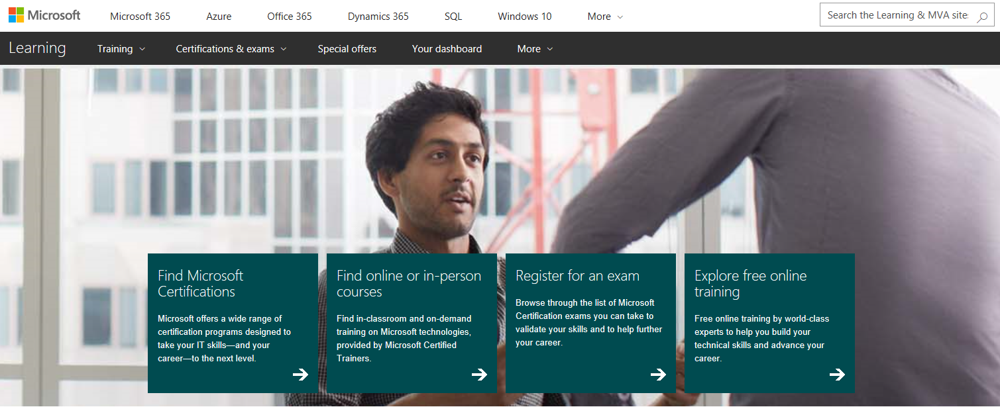 Microsoft Microsoft 365 Azure Office 365 Dynamics 365 SQL Windows 10 More Search the Learning & MVA site
Learning Training Certifications & exams Special offers Your dashboard More
Find Microsoft
Certifications
Microsoft offers a wide range of
certification programs designed to
take your IT skills—and your
career—to the next level.
Find online or in-person
courses
Find in-classroom and on-demand
training on Microsoft technologies,
provided by Microsoft Certified
Trainers.
Register for an exam
Browse through the list of Microsoft
Certification exams you can take to
validate your skills and to help further
your career.
Explore free online
training
Free online training by world-class
experts to help you build your
technical skills and advance your
career.